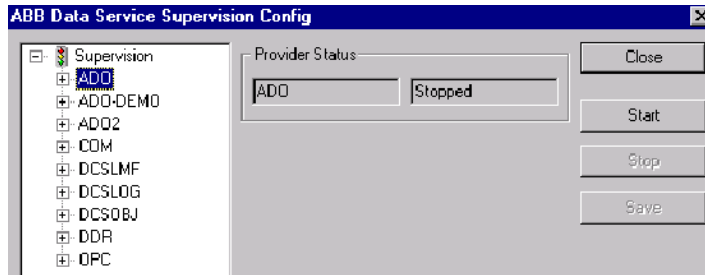 ABB Data Service Supervision Config
Supervision
ADO
ADO-DEMO
ADO2
COM
DCSLMF
DCSLOG
DCSOBJ
DDR
OPC
Provider Status
ADO
Stopped
Close
Start
Stop
Save